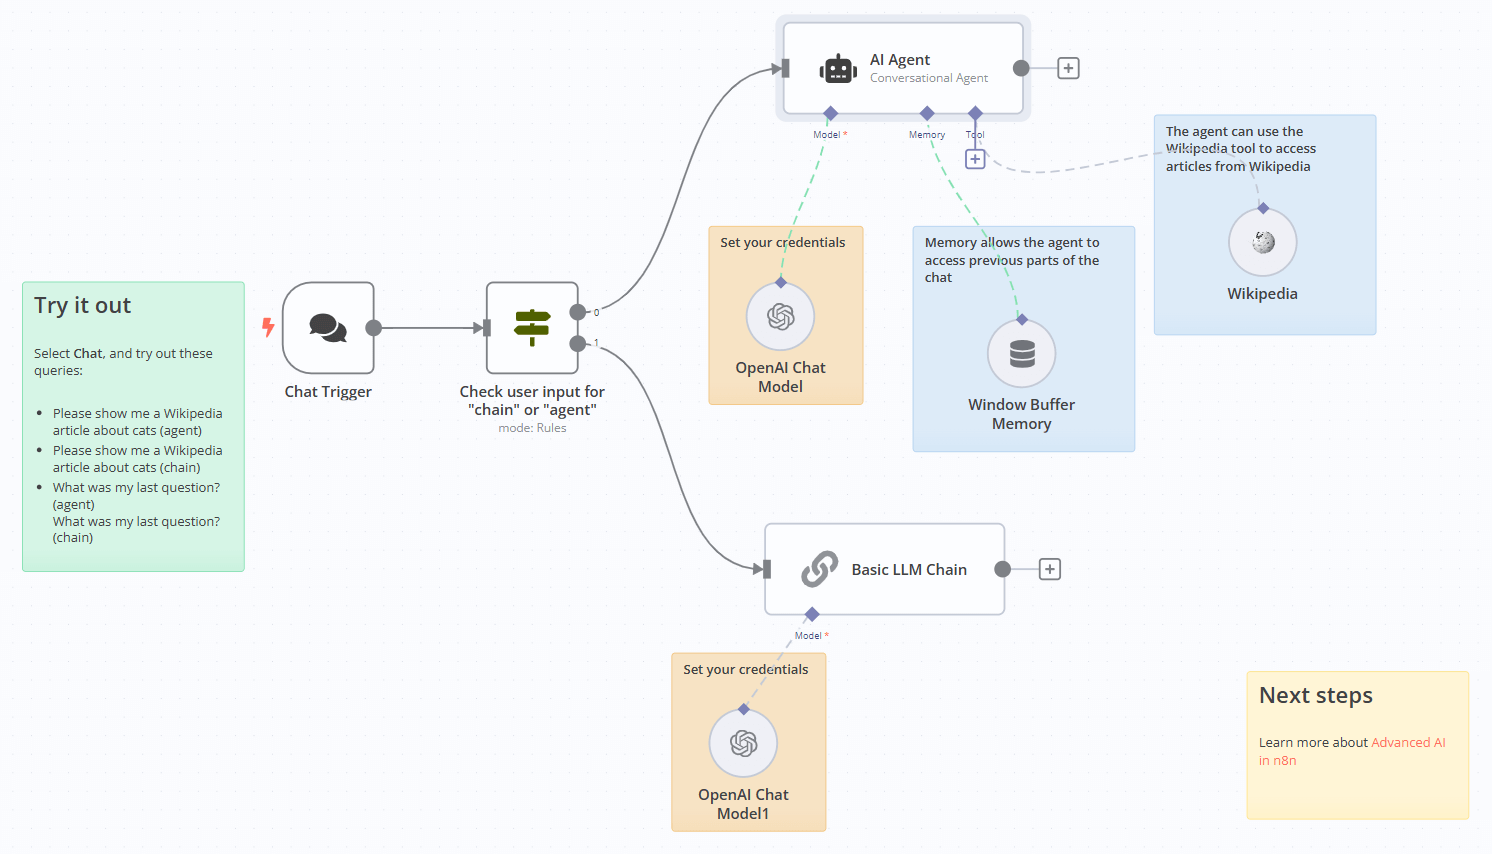 AI Agent
Conversational Agent
Model *
Memory
Tool
The agent can use the
Wikipedia tool to access
articles from Wikipedia
Wikipedia
Set your credentials
OpenAI Chat
Model
Memory allows the agent to
access previous parts of the
chat
Window Buffer
Memory
Try it out
Select Chat, and try out these
queries:
• Please show me a Wikipedia
article about cats (agent)
• Please show me a Wikipedia
article about cats (chain)
• What was my last question?
(agent)
What was my last question?
(chain)
Chat Trigger
0
1
Check user input for
"chain" or "agent"
mode: Rules
Basic LLM Chain
Model *
Set your credentials
OpenAI Chat
Model1
Next steps
Learn more about Advanced AI
in n8n